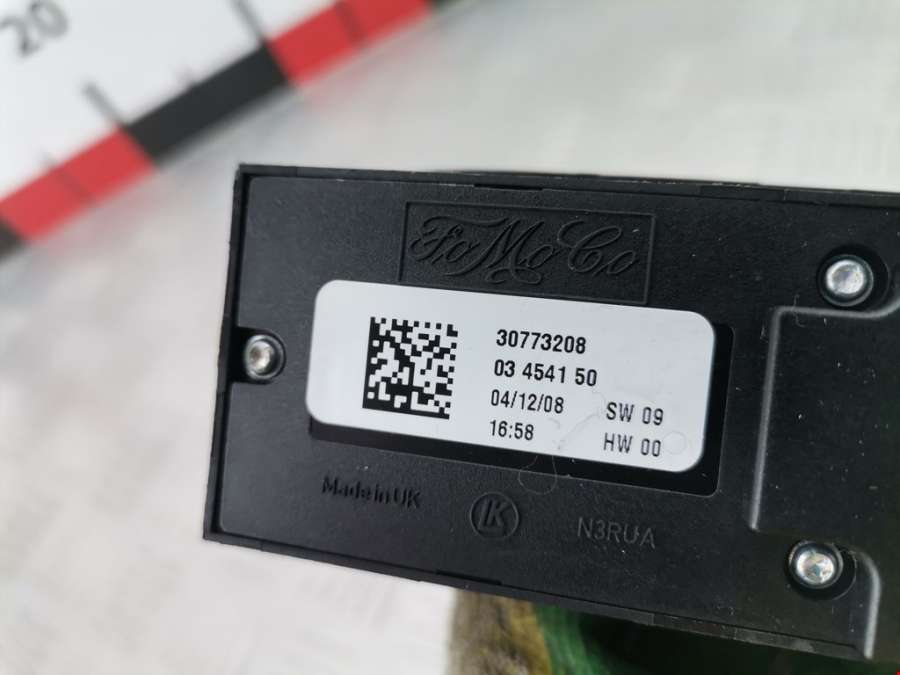 20
FoMoCo
30773208
03 4541 50
04/12/08 SW 09
16:58 HW 00
Made in UK
LK
N3RUA